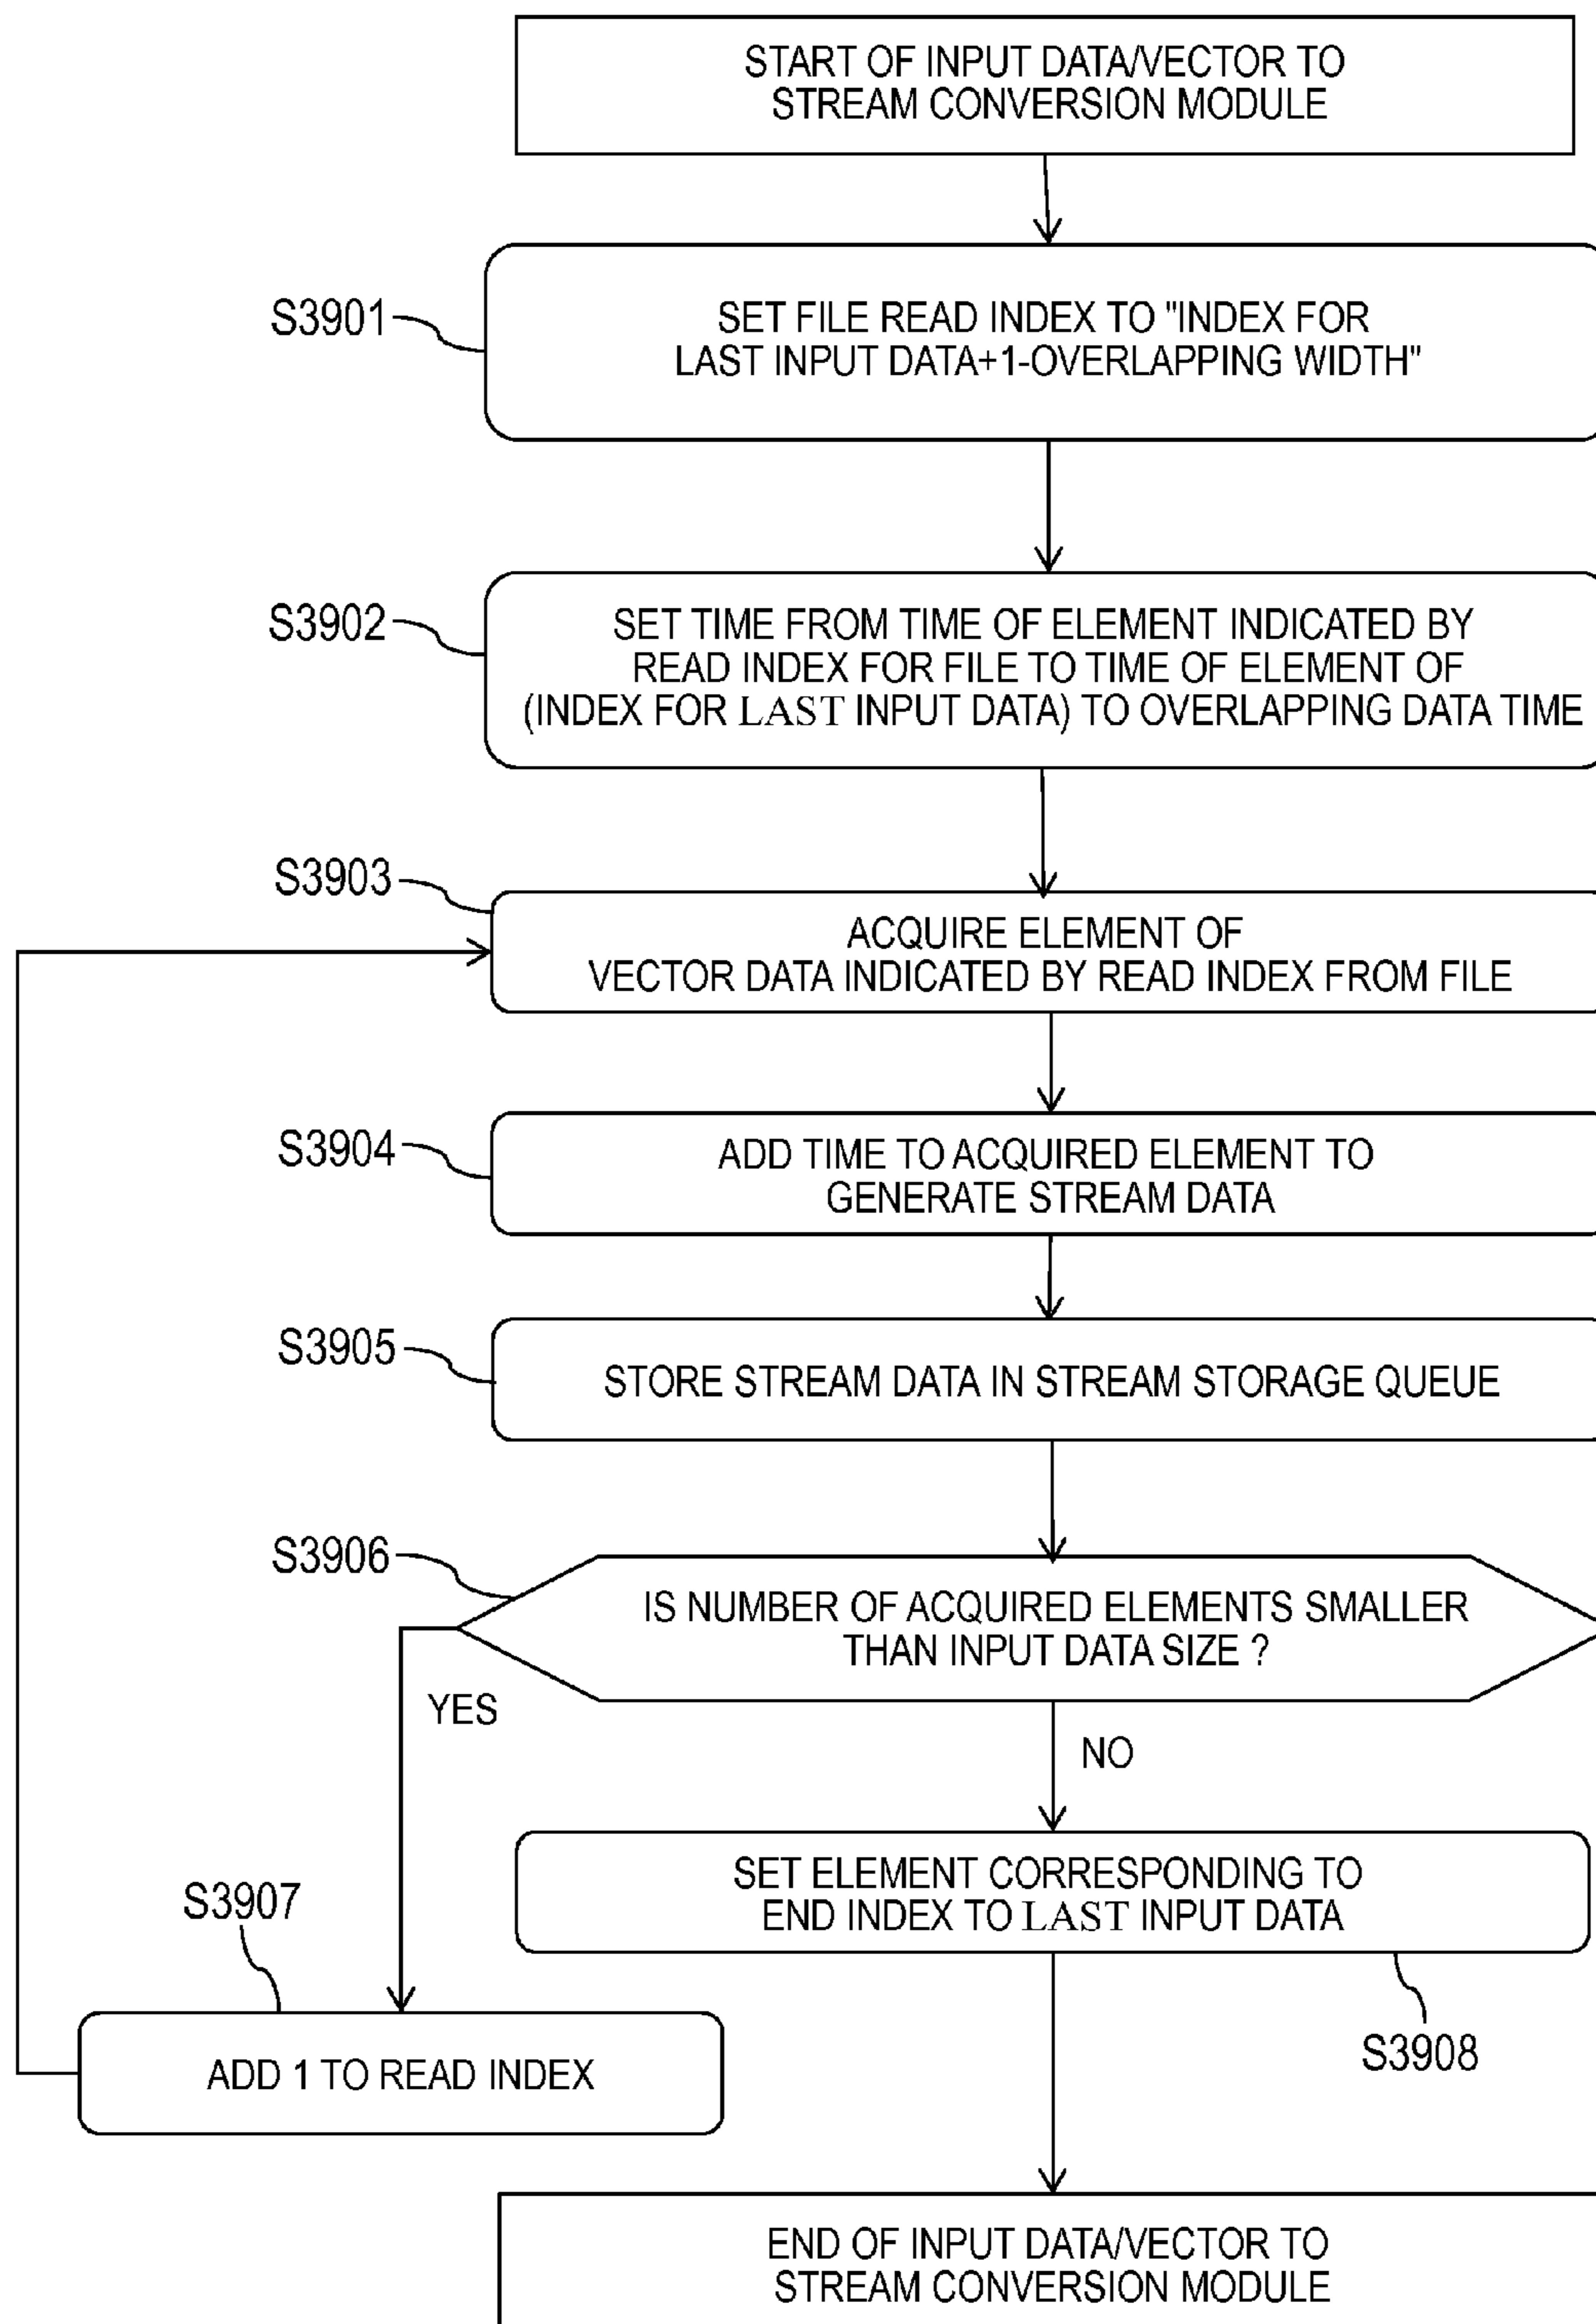 START OF INPUT DATA/VECTOR TO
STREAM CONVERSION MODULE
S3901
SET FILE READ INDEX TO "INDEX FOR
LAST INPUT DATA+1-OVERLAPPING WIDTH"
S3902
SET TIME FROM TIME OF ELEMENT INDICATED BY
READ INDEX FOR FILE TO TIME OF ELEMENT OF
(INDEX FOR LAST INPUT DATA) TO OVERLAPPING DATA TIME
S3903
ACQUIRE ELEMENT OF
VECTOR DATA INDICATED BY READ INDEX FROM FILE
S3904
ADD TIME TO ACQUIRED ELEMENT TO
GENERATE STREAM DATA
S3905
STORE STREAM DATA IN STREAM STORAGE QUEUE
S3906
IS NUMBER OF ACQUIRED ELEMENTS SMALLER
THAN INPUT DATA SIZE ?
YES
NO
SET ELEMENT CORRESPONDING TO
END INDEX TO LAST INPUT DATA
S3907
S3908
ADD 1 TO READ INDEX
END OF INPUT DATA/VECTOR TO
STREAM CONVERSION MODULE